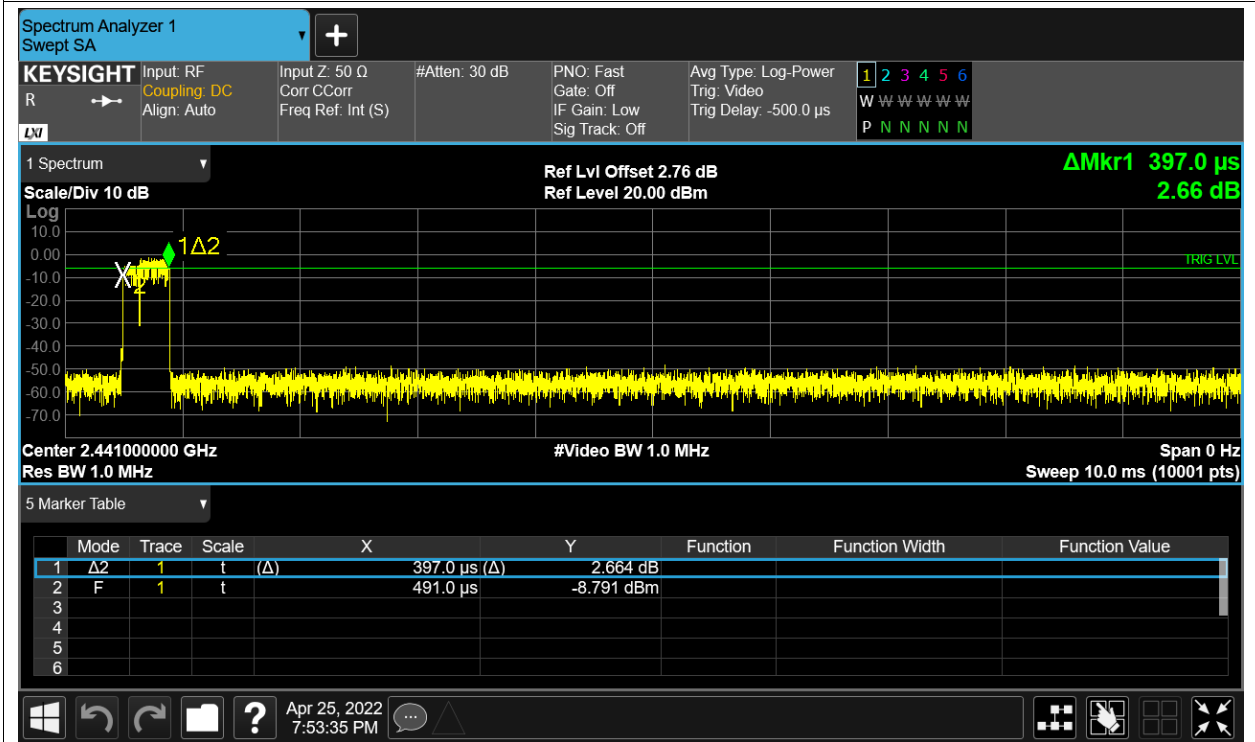 Spectrum Analyzer 1
Swept SA
KEYSIGHT Input: RF Input Z: 50 Ω #Atten: 30 dB PNO: Fast Avg Type: Log-Power 1 2 3 4 5 6
R Coupling: DC Corr CCorr Gate: Off Trig: Video W W W W W W
Align: Auto Freq Ref: Int (S) IF Gain: Low Trig Delay: -500.0 µs
LXI Sig Track: Off P N N N N N
1 Spectrum Ref Lvl Offset 2.76 dB ΔMkr1 397.0 µs
Scale/Div 10 dB Ref Level 20.00 dBm 2.66 dB
Log
10.0
0.00 1Δ2 TRIG LVL
-10.0 X2
-20.0
-30.0
-40.0
-50.0
-60.0
-70.0
Center 2.441000000 GHz #Video BW 1.0 MHz Span 0 Hz
Res BW 1.0 MHz Sweep 10.0 ms (10001 pts)
5 Marker Table
Mode Trace Scale X Y Function Function Width Function Value
1 Δ2 1 t (Δ) 397.0 µs (Δ) 2.664 dB
2 F 1 t 491.0 µs -8.791 dBm
3
4
5
6
? Apr 25, 2022
7:53:35 PM